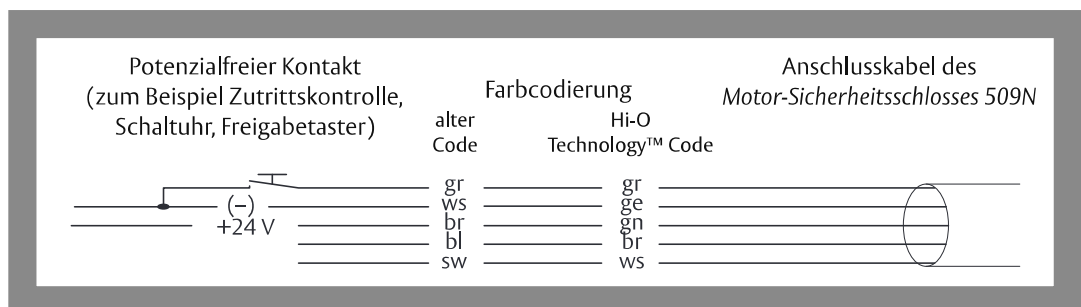 Potenzialfreier Kontakt
(zum Beispiel Zutrittskontrolle,
Schaltuhr, Freigabetaster)
Farbcodierung
alter
Code
Hi-O
Technology™ Code
Anschlusskabel des
Motor-Sicherheitsschlosses 509N
gr gr
(–) ws ge
+24 V br gn
bl br
sw ws